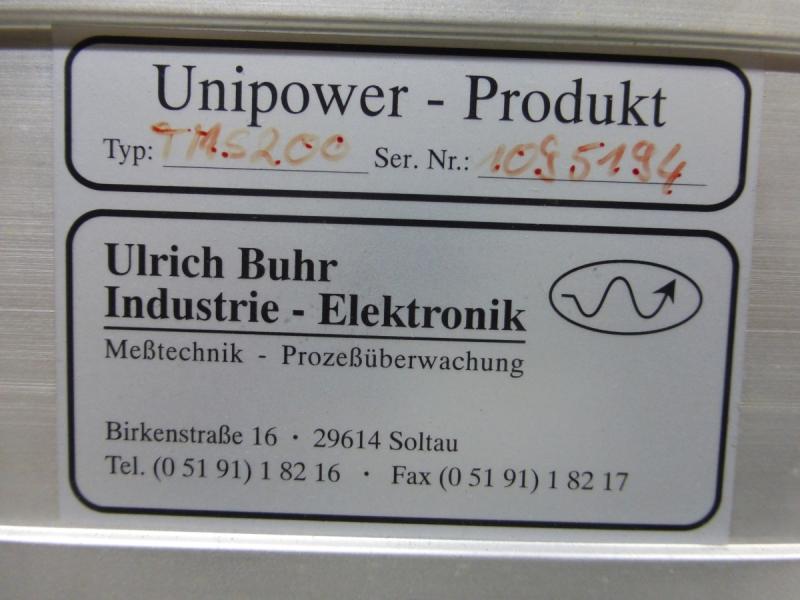 Unipower - Produkt
Typ: TMS200 Ser. Nr.: 1095194
Ulrich Buhr
Industrie - Elektronik
Meßtechnik - Prozeßüberwachung
Birkenstraße 16 · 29614 Soltau
Tel. (0 51 91) 1 82 16 · Fax (0 51 91) 1 82 17